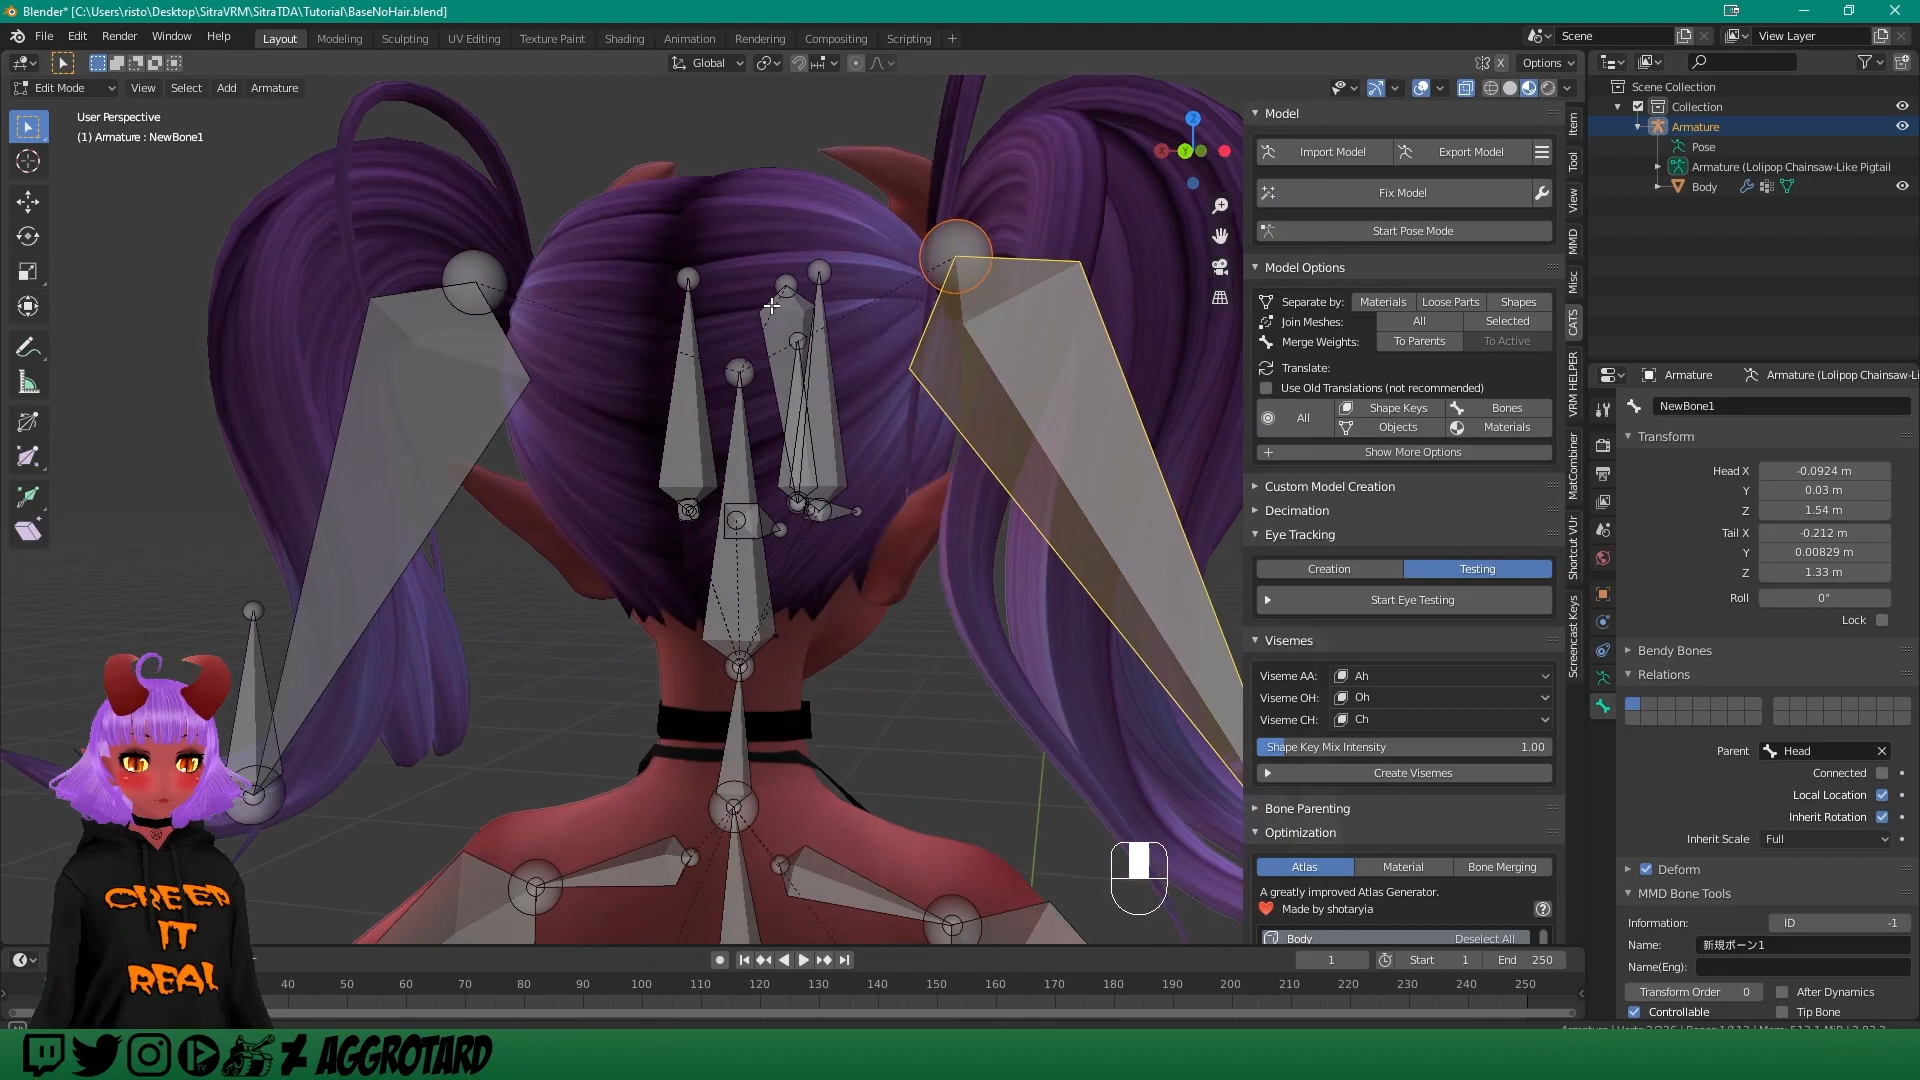 Blender* [C:\Users\risto\Desktop\SitraVRM\SitraTDA\Tutorial\BaseNoHair.blend]
File Edit Render Window Help Layout Modeling Sculpting UV Editing Texture Paint Shading Animation Rendering Compositing Scripting + Scene View Layer
Global Options
Edit Mode View Select Add Armature
User Perspective
(1) Armature : NewBone1
Z
Y
X
Model
Import Model Export Model
Fix Model
Start Pose Mode
Model Options
Separate by: Materials Loose Parts Shapes
Join Meshes: All Selected
Merge Weights: To Parents To Active
Translate:
Use Old Translations (not recommended)
All Shape Keys Bones
Objects Materials
Show More Options
Custom Model Creation
Decimation
Eye Tracking
Creation Testing
Start Eye Testing
Visemes
Viseme AA: Ah
Viseme OH: Oh
Viseme CH: Ch
Shape Key Mix Intensity 1.00
Create Visemes
Bone Parenting
Optimization
Atlas Material Bone Merging
A greatly improved Atlas Generator.
Made by shotaryia
Body Deselect All
Item
Tool
View
MMD
Misc
CATS
VRM HELPER
MatCombiner
Shortcut VUr
Screencast Keys
Scene Collection
Collection
Armature
Pose
Armature (Lolipop Chainsaw-Like Pigtail
Body
Armature Armature (Lolipop Chainsaw-Li
NewBone1
Transform
Head X -0.0924 m
Y 0.03 m
Z 1.54 m
Tail X -0.212 m
Y 0.00829 m
Z 1.33 m
Roll 0°
Lock
Bendy Bones
Relations
Parent Head
Connected
Local Location
Inherit Rotation
Inherit Scale Full
Deform
MMD Bone Tools
Information: ID -1
Name: 新規ボーン1
Name(Eng):
Transform Order 0 After Dynamics
Controllable Tip Bone
1 Start 1 End 250
40 50 60 70 80 90 100 110 120 130 140 150 160 170 180 190 200 210 220 230 240 250
CREEP
IT
REAL
AGGROTARD